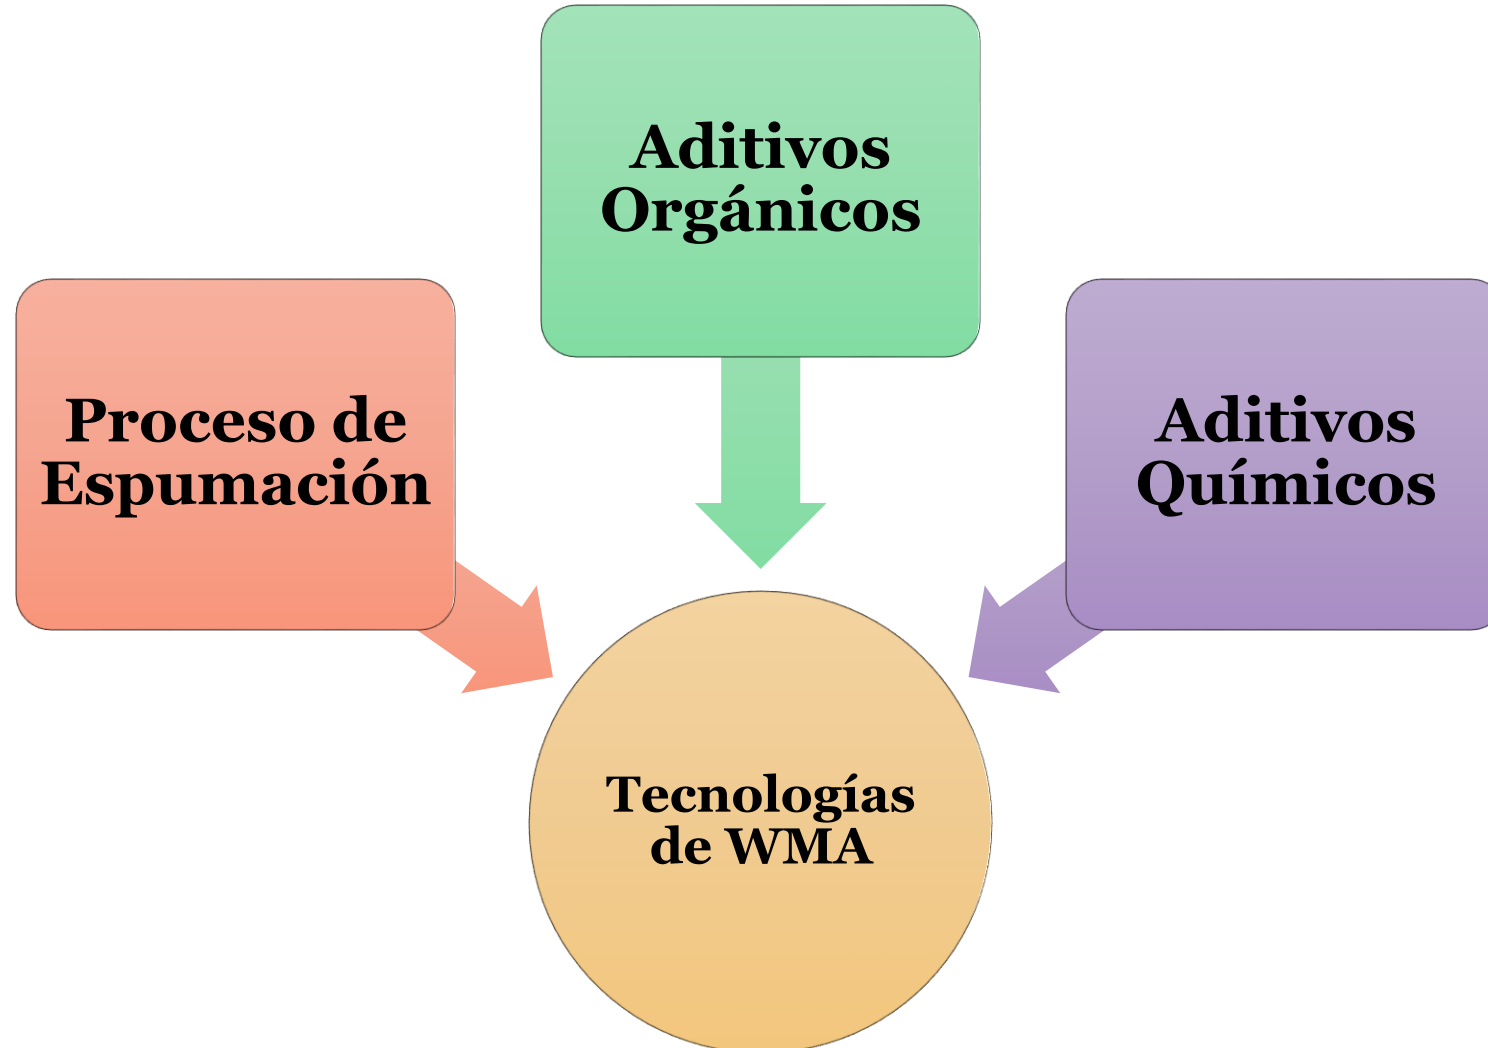 Aditivos
Orgánicos
Proceso de
Espumación
Aditivos
Químicos
Tecnologías
de WMA